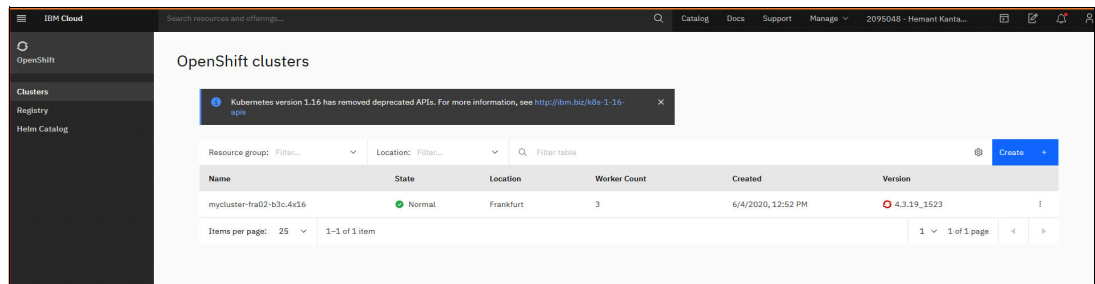 IBM Cloud
Search resources and offerings...
Catalog Docs Support Manage 2095048 - Hemant Kanta...
OpenShift
Clusters
Registry
Helm Catalog
OpenShift clusters
Kubernetes version 1.16 has removed deprecated APIs. For more information, see http://ibm.biz/k8s-1-16-
apis
Resource group: Filter... Location: Filter... Filter table Create +
Name State Location Worker Count Created Version
mycluster-fra02-b3c.4x16 Normal Frankfurt 3 6/4/2020, 12:52 PM 4.3.19_1523
Items per page: 25 1–1 of 1 item 1 1 of 1 page